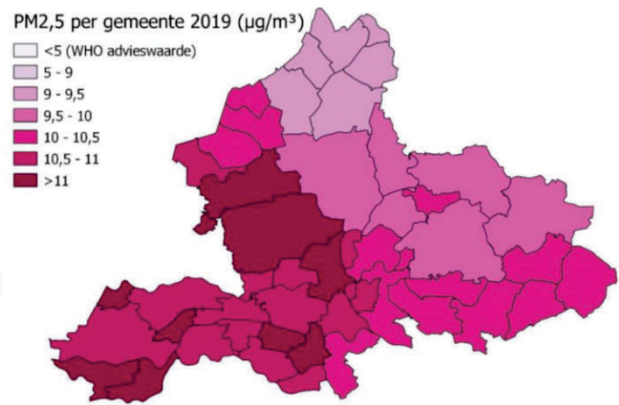 PM2,5 per gemeente 2019 (µg/m³)
<5 (WHO advieswaarde)
5 - 9
9 - 9,5
9,5 - 10
10 - 10,5
10,5 - 11
>11